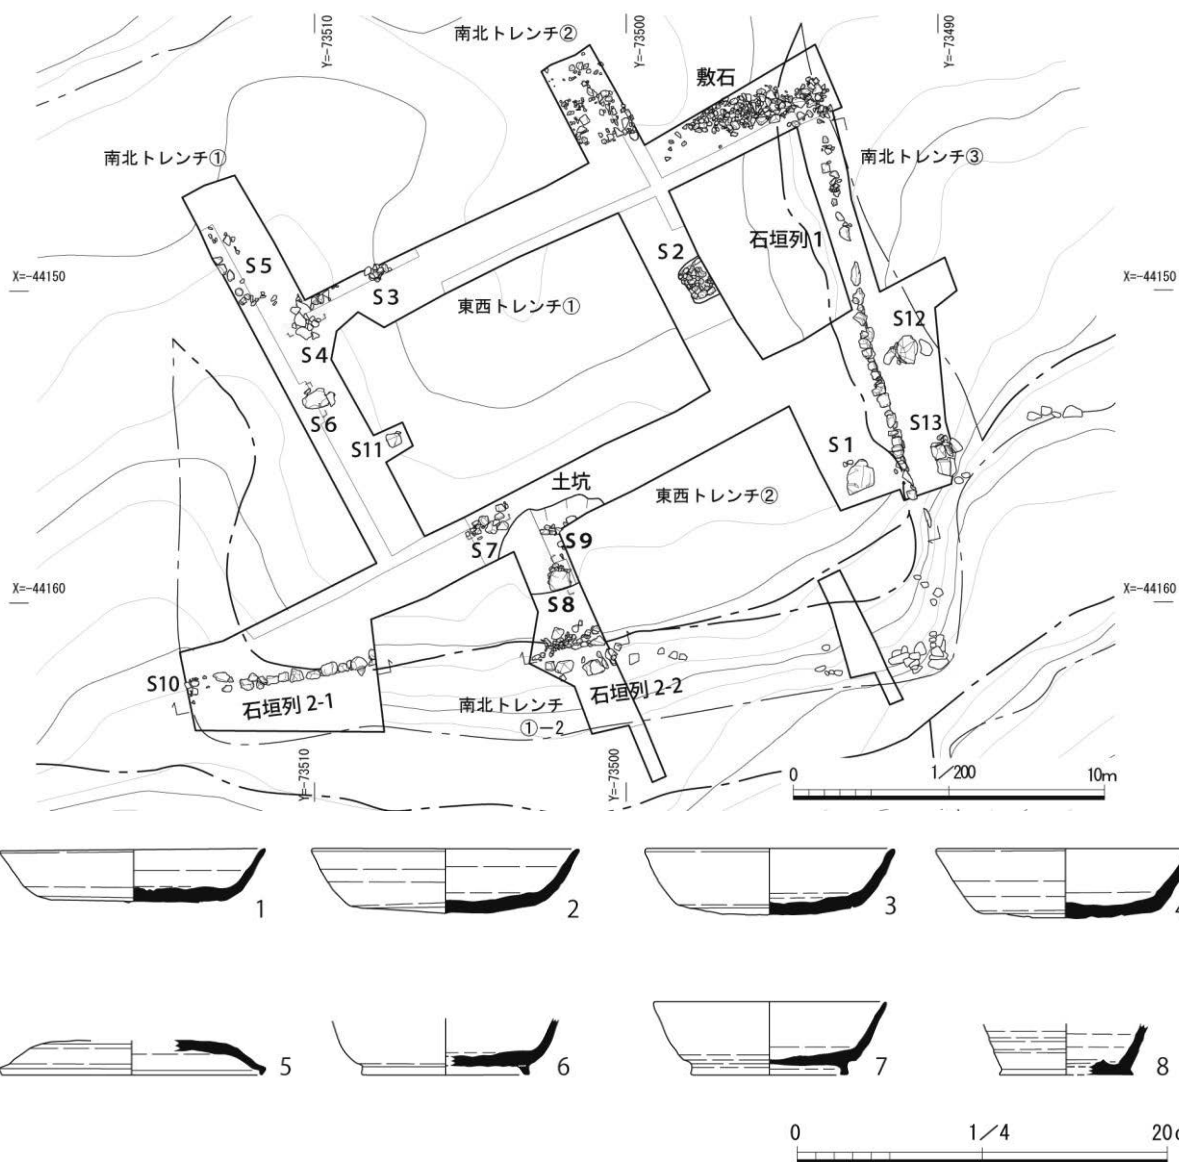 Y=-73510
Y=-73500
Y=-73490
南北トレンチ②
敷石
南北トレンチ①
南北トレンチ③
石垣列 1
S2
S5
X=-44150
X=-44150
S3
東西トレンチ①
S12
S4
S6
S11
S13
S1
土坑
東西トレンチ②
S7
S9
X=-44160
X=-44160
S8
S10
石垣列 2-1
南北トレンチ
①-2
石垣列 2-2
Y=-73510
Y=-73500
0 1/200 10m
1
2
3
4
5
6
7
8
0 1/4 20c